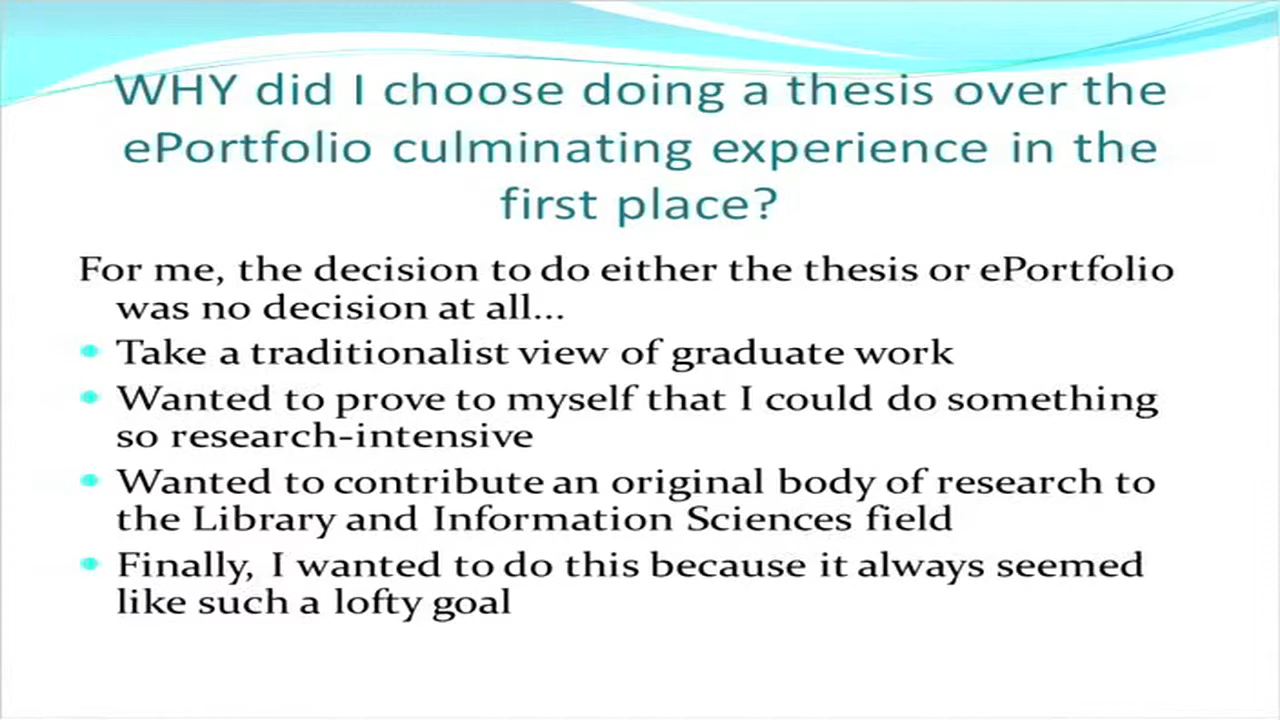 WHY did I choose doing a thesis over the
ePortfolio culminating experience in the
first place?
For me, the decision to do either the thesis or ePortfolio
was no decision at all...
• Take a traditionalist view of graduate work
• Wanted to prove to myself that I could do something
so research-intensive
• Wanted to contribute an original body of research to
the Library and Information Sciences field
• Finally, I wanted to do this because it always seemed
like such a lofty goal